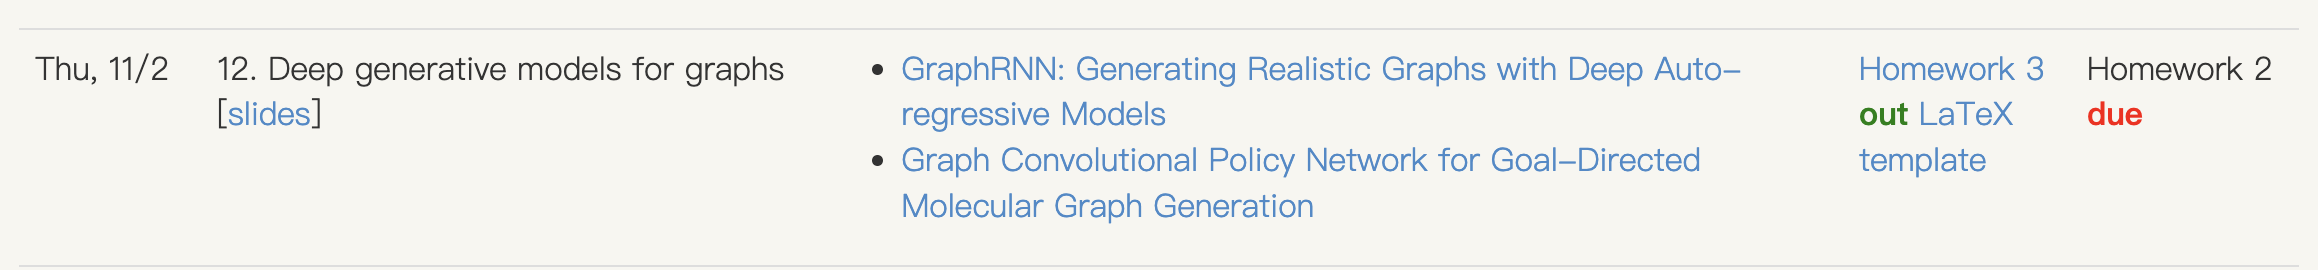 Thu, 11/2
12. Deep generative models for graphs
[slides]
• GraphRNN: Generating Realistic Graphs with Deep Auto-
regressive Models
• Graph Convolutional Policy Network for Goal-Directed
Molecular Graph Generation
Homework 3
out LaTeX
template
Homework 2
due